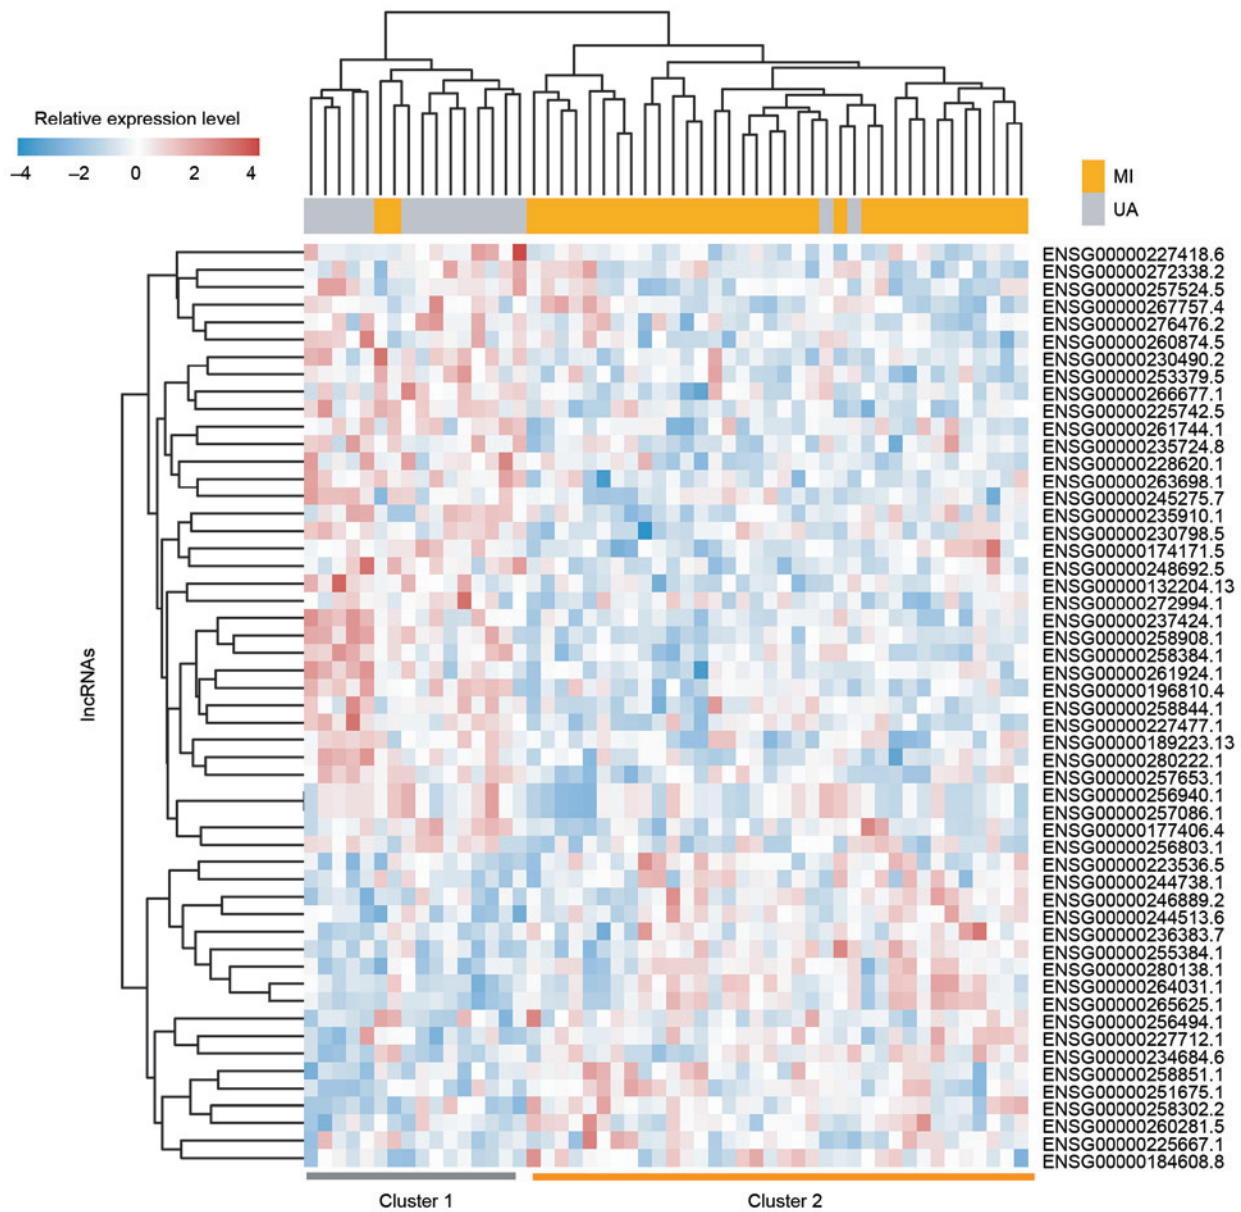 Relative expression level
–4 –2 0 2 4
MI
UA
ENSG00000227418.6
ENSG00000272338.2
ENSG00000257524.5
ENSG00000267757.4
ENSG00000276476.2
ENSG00000260874.5
ENSG00000230490.2
ENSG00000253379.5
ENSG00000266677.1
ENSG00000225742.5
ENSG00000261744.1
ENSG00000235724.8
ENSG00000228620.1
ENSG00000263698.1
ENSG00000245275.7
ENSG00000235910.1
ENSG00000230798.5
ENSG00000174171.5
ENSG00000248692.5
ENSG00000132204.13
ENSG00000272994.1
ENSG00000237424.1
ENSG00000258908.1
ENSG00000258384.1
ENSG00000261924.1
ENSG00000196810.4
ENSG00000258844.1
ENSG00000227477.1
ENSG00000189223.13
ENSG00000280222.1
ENSG00000257653.1
ENSG00000256940.1
ENSG00000257086.1
ENSG00000177406.4
ENSG00000256803.1
ENSG00000223536.5
ENSG00000244738.1
ENSG00000246889.2
ENSG00000244513.6
ENSG00000236383.7
ENSG00000255384.1
ENSG00000280138.1
ENSG00000264031.1
ENSG00000265625.1
ENSG00000256494.1
ENSG00000227712.1
ENSG00000234684.6
ENSG00000258851.1
ENSG00000251675.1
ENSG00000258302.2
ENSG00000260281.5
ENSG00000225667.1
ENSG00000184608.8
lncRNAs
Cluster 1
Cluster 2